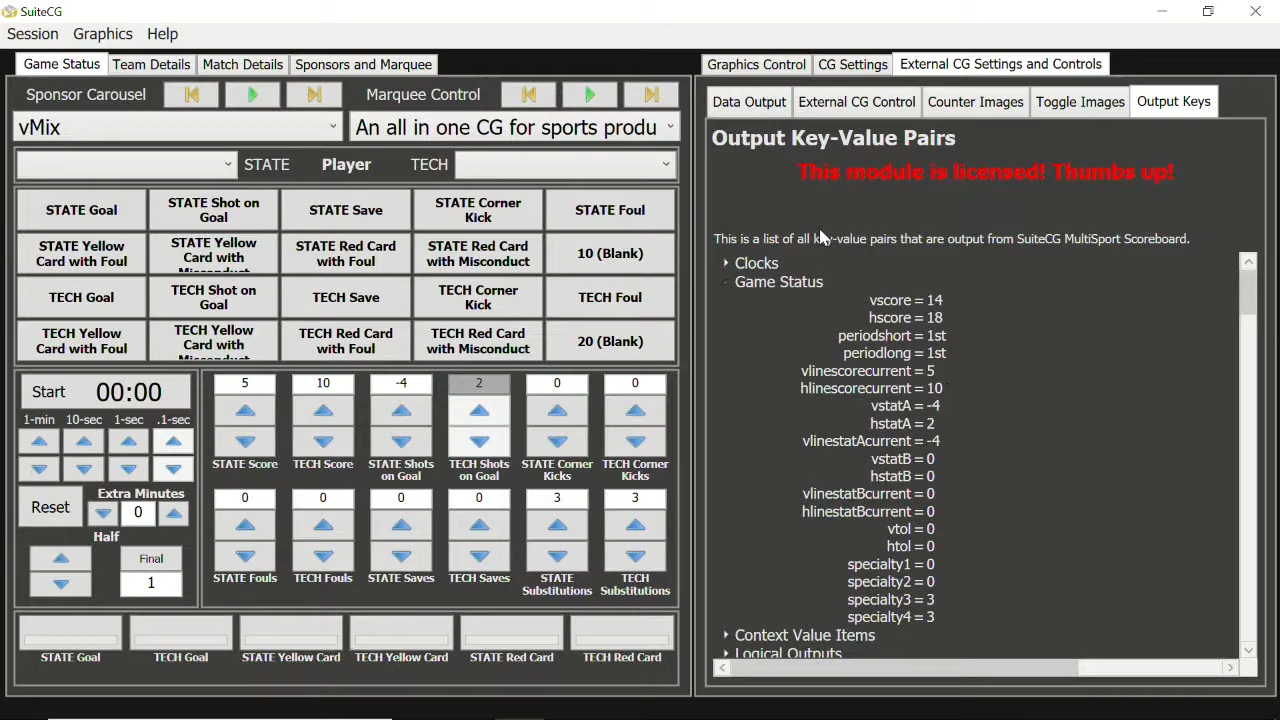 SuiteCG
Session Graphics Help
Game Status Team Details Match Details Sponsors and Marquee
Sponsor Carousel Marquee Control
vMix An all in one CG for sports produ
STATE Player TECH
STATE Goal
STATE Shot on
Goal
STATE Save
STATE Corner
Kick
STATE Foul
STATE Yellow
Card with Foul
STATE Yellow
Card with
Misconduct
STATE Red Card
with Foul
STATE Red Card
with Misconduct
10 (Blank)
TECH Goal
TECH Shot on
Goal
TECH Save
TECH Corner
Kick
TECH Foul
TECH Yellow
Card with Foul
TECH Yellow
Card with
Misconduct
TECH Red Card
with Foul
TECH Red Card
with Misconduct
20 (Blank)
Start 00:00
1-min 10-sec 1-sec .1-sec
Reset
Extra Minutes
0
Half
Final
1
5 10 -4 2 0 0
STATE Score
TECH Score
STATE Shots
on Goal
TECH Shots
on Goal
STATE Corner
Kicks
TECH Corner
Kicks
0 0 0 0 3 3
STATE Fouls
TECH Fouls
STATE Saves
TECH Saves
STATE
Substitutions
TECH
Substitutions
STATE Goal TECH Goal STATE Yellow Card TECH Yellow Card STATE Red Card TECH Red Card
Graphics Control CG Settings External CG Settings and Controls
Data Output External CG Control Counter Images Toggle Images Output Keys
Output Key-Value Pairs
This module is licensed! Thumbs up!
This is a list of all key-value pairs that are output from SuiteCG MultiSport Scoreboard.
Clocks
Game Status
vscore = 14
hscore = 18
periodshort = 1st
periodlong = 1st
vlinescorecurrent = 5
hlinescorecurrent = 10
vstatA = -4
hstatA = 2
vlinestatAcurrent = -4
vstatB = 0
hstatB = 0
vlinestatBcurrent = 0
hlinestatBcurrent = 0
vtol = 0
htol = 0
specialty1 = 0
specialty2 = 0
specialty3 = 3
specialty4 = 3
Context Value Items
Logical Outputs